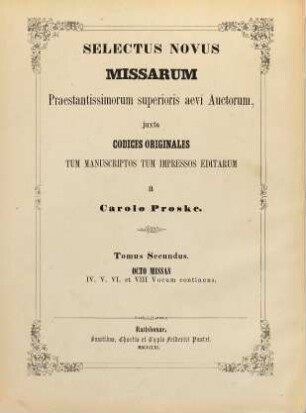 SELECTUS NOVUS
MISSARUM
Praestantissimorum superioris aevi Auctorum,
juxta
CODICES ORIGINALES
TUM MANUSCRIPTOS TUM IMPRESSOS EDITARUM
a
Carolo Proske.
Tomus Secundus.
OCTO MISSAS
IV. V. VI. et VIII Vocum continens.
Ratisbonae.
Sumtibus, Chartis et Typis Friderici Pustet.